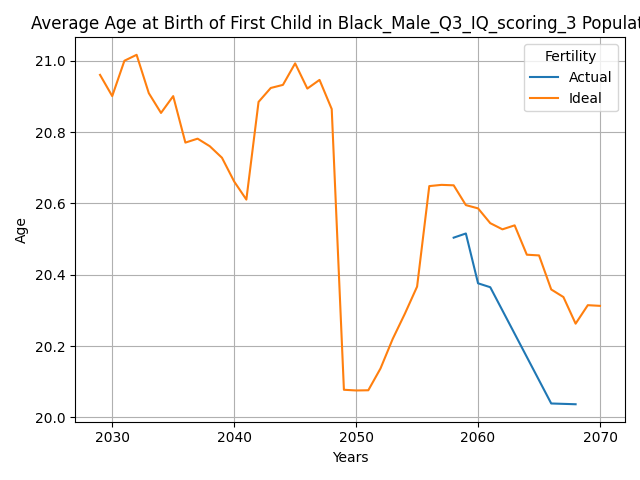 Average Age at Birth of First Child in Black_Male_Q3_IQ_scoring_3 Populat
Fertility
Actual
Ideal
21.0
20.8
20.6
20.4
20.2
20.0
Age
2030 2040 2050 2060 2070
Years